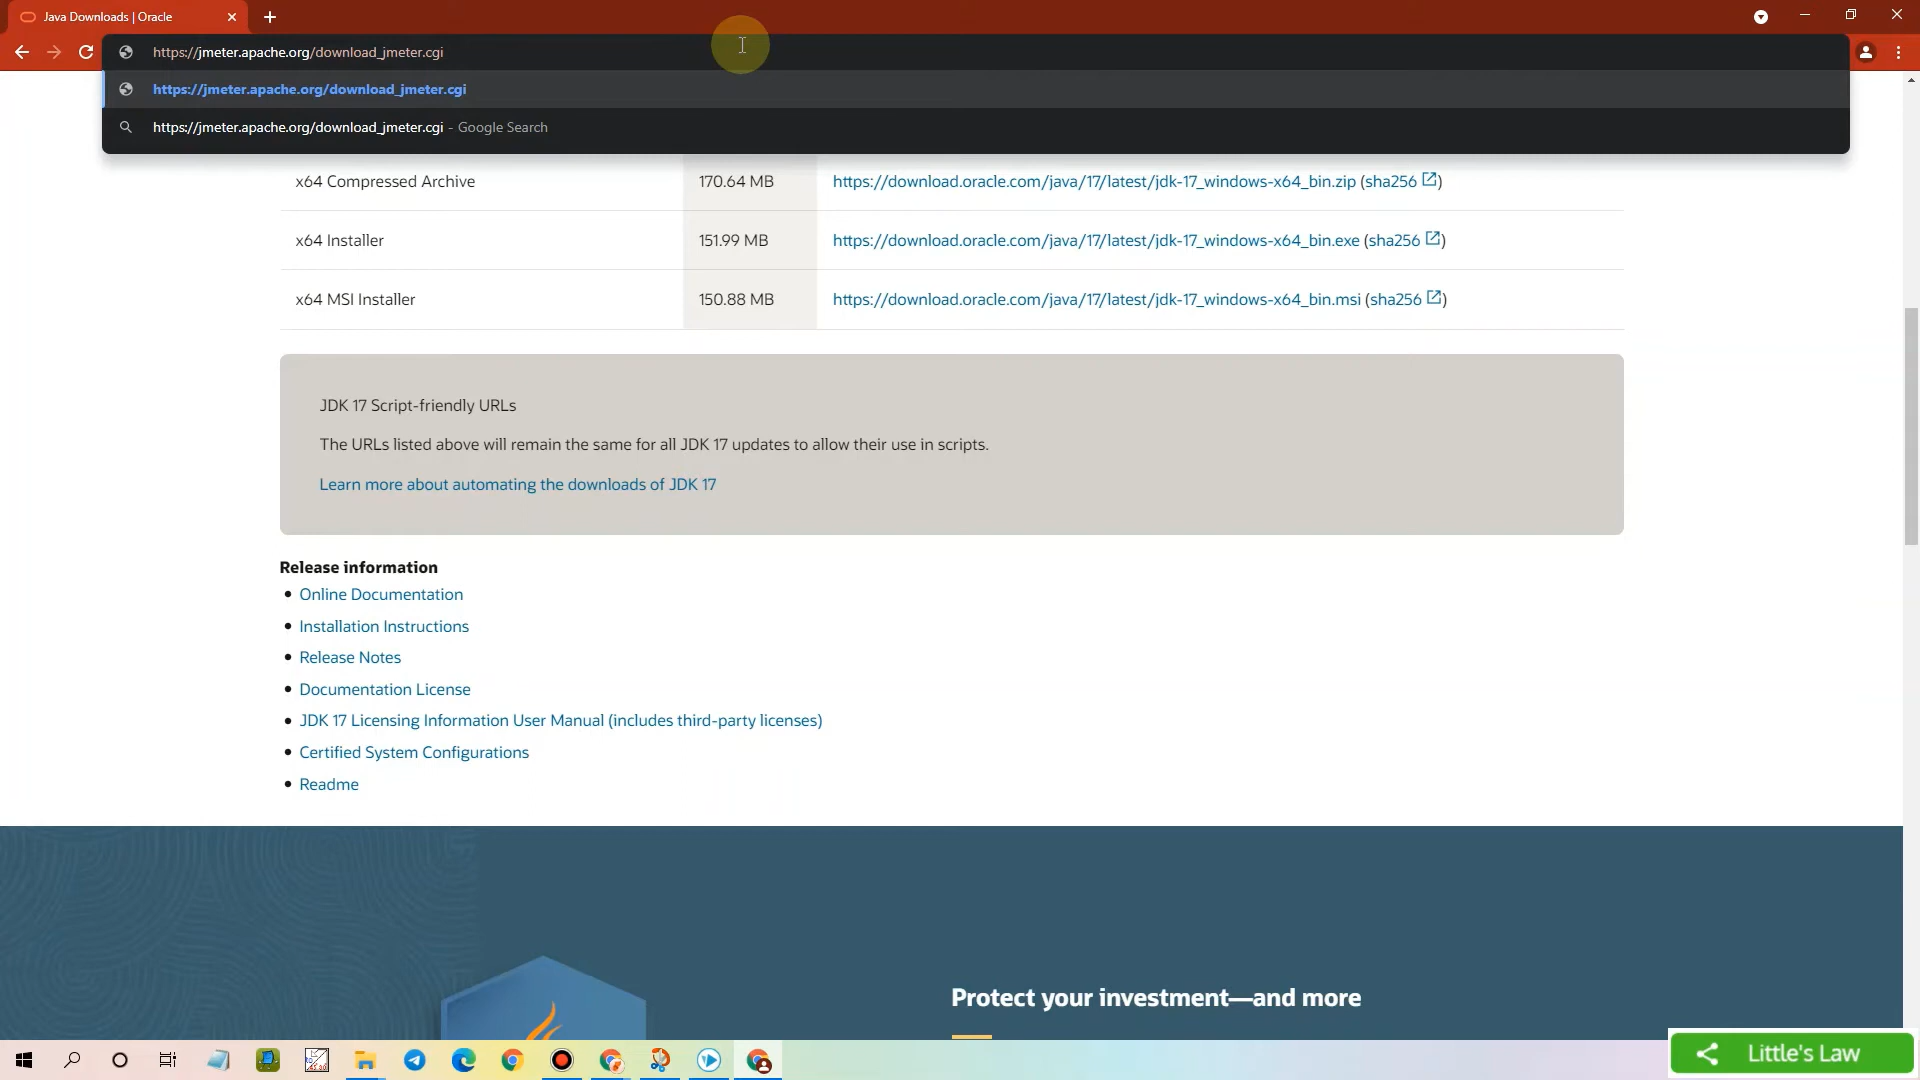 Java Downloads | Oracle
https://jmeter.apache.org/download_jmeter.cgi
https://jmeter.apache.org/download_jmeter.cgi
https://jmeter.apache.org/download_jmeter.cgi - Google Search
x64 Compressed Archive 170.64 MB https://download.oracle.com/java/17/latest/jdk-17_windows-x64_bin.zip (sha256)
x64 Installer 151.99 MB https://download.oracle.com/java/17/latest/jdk-17_windows-x64_bin.exe (sha256)
x64 MSI Installer 150.88 MB https://download.oracle.com/java/17/latest/jdk-17_windows-x64_bin.msi (sha256)
JDK 17 Script-friendly URLs
The URLs listed above will remain the same for all JDK 17 updates to allow their use in scripts.
Learn more about automating the downloads of JDK 17
Release information
Online Documentation
Installation Instructions
Release Notes
Documentation License
JDK 17 Licensing Information User Manual (includes third-party licenses)
Certified System Configurations
Readme
Protect your investment—and more
Little's Law